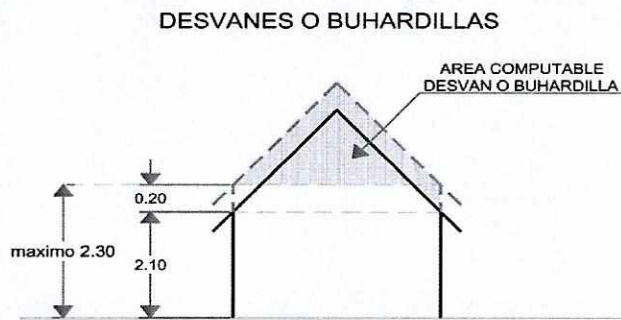 DESVANES O BUHARDILLAS
AREA COMPUTABLE
DESVAN O BUHARDILLA
0.20
maximo 2.30
2.10